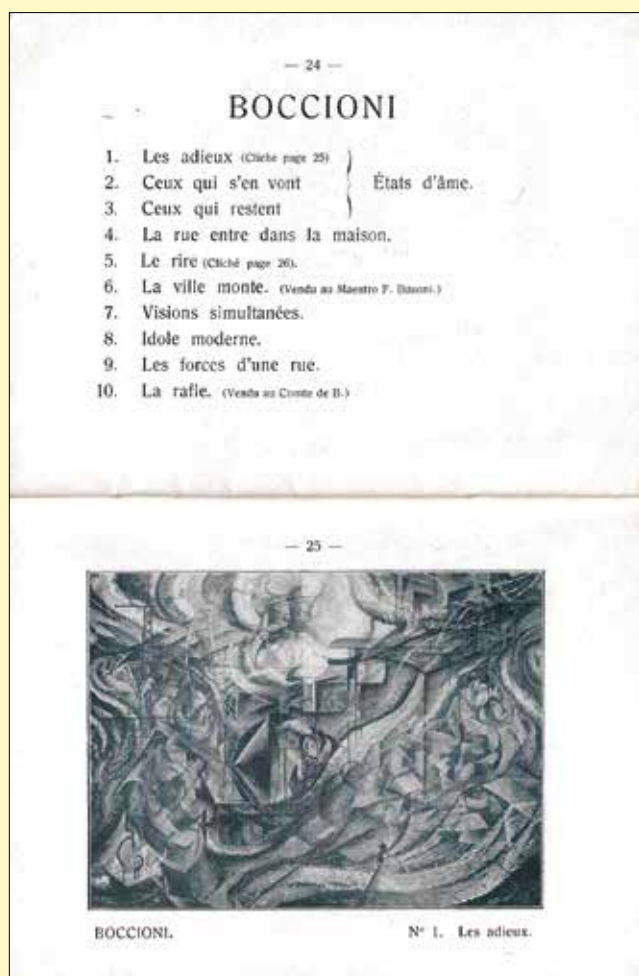 — 24 —
BOCCIONI
1. Les adieux (Cliché page 25)
2. Ceux qui s'en vont } États d'âme.
3. Ceux qui restent
4. La rue entre dans la maison.
5. Le rire (Cliché page 26).
6. La ville monte. (Vendu au Maestro F. Busoni.)
7. Visions simultanées.
8. Idole moderne.
9. Les forces d'une rue.
10. La rafle. (Vendu au Comte de B.)
— 25 —
BOCCIONI. N° 1. Les adieux.